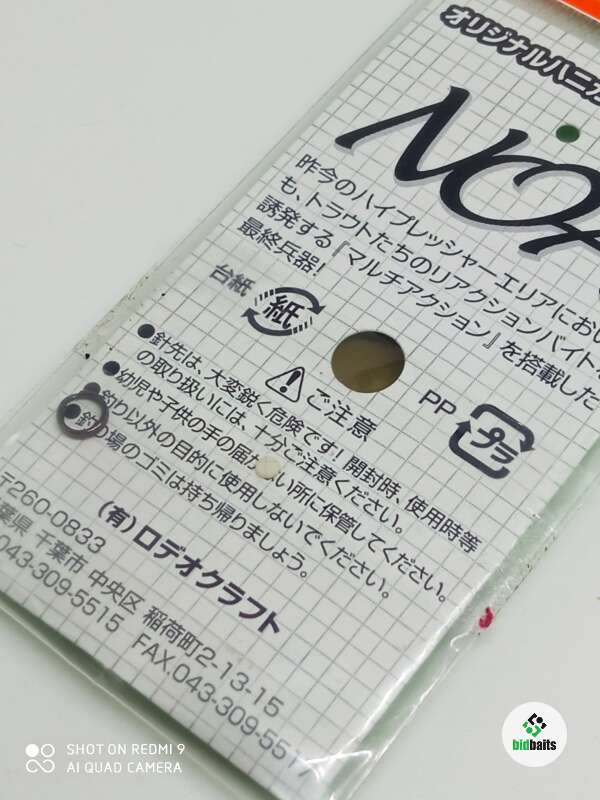 オリジナルハニカ
NOA
昨今のハイプレッシャーエリアにおい
も、トラウトたちのリアクションバイト
誘発する『マルチアクション』を搭載した
最終兵器!
台紙
紙
PP
プラ
ご注意
●針先は、大変鋭く危険です!開封時、使用時等
の取り扱いには、十分ご注意ください。
●幼児や子供の手の届かない所に保管してください。
●釣り以外の目的に使用しないでください。
●釣り場のゴミは持ち帰りましょう。
(有)ロデオクラフト
〒260-0833
葉県 千葉市 中央区 稲荷町2-13-15
043-309-5515 FAX.043-309-5517
SHOT ON REDMI 9
AI QUAD CAMERA
bidbaits